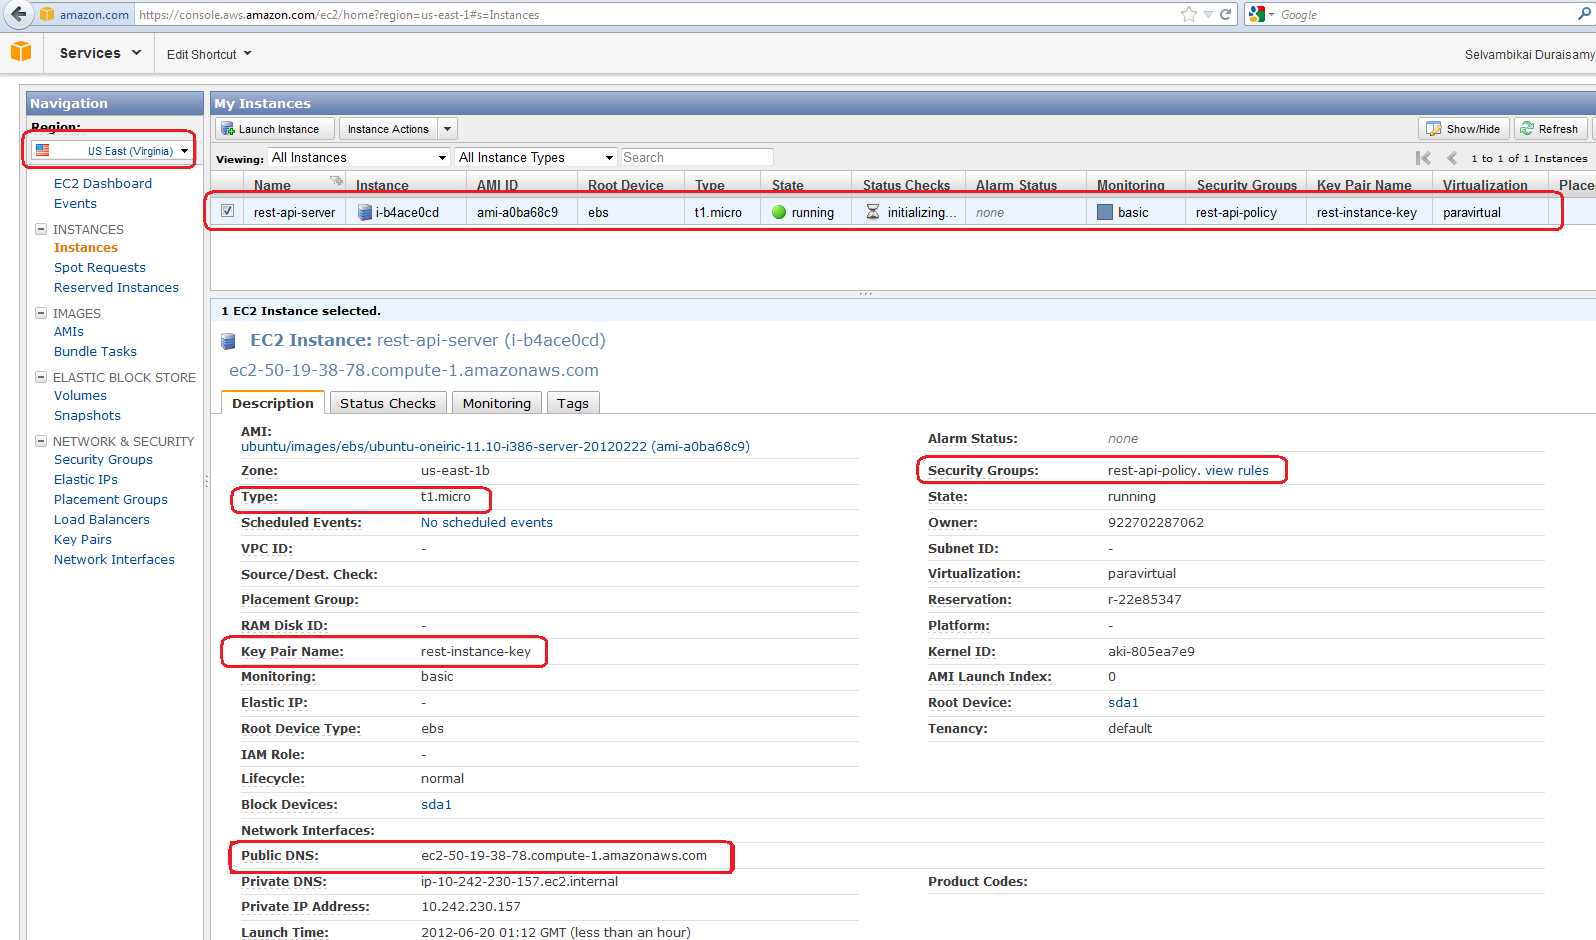 amazon.com https://console.aws.amazon.com/ec2/home?region=us-east-1#s=Instances Google
Services Edit Shortcut Selvambikai Duraisamy
Navigation
Region:
US East (Virginia)
EC2 Dashboard
Events
INSTANCES
Instances
Spot Requests
Reserved Instances
IMAGES
AMIs
Bundle Tasks
ELASTIC BLOCK STORE
Volumes
Snapshots
NETWORK & SECURITY
Security Groups
Elastic IPs
Placement Groups
Load Balancers
Key Pairs
Network Interfaces
My Instances
Launch Instance Instance Actions Show/Hide Refresh
Viewing: All Instances All Instance Types Search 1 to 1 of 1 Instances
Name Instance AMI ID Root Device Type State Status Checks Alarm Status Monitoring Security Groups Key Pair Name Virtualization Place
rest-api-server i-b4ace0cd ami-a0ba68c9 ebs t1.micro running initializing... none basic rest-api-policy rest-instance-key paravirtual
1 EC2 Instance selected.
EC2 Instance: rest-api-server (i-b4ace0cd)
ec2-50-19-38-78.compute-1.amazonaws.com
Description Status Checks Monitoring Tags
AMI:
ubuntu/images/ebs/ubuntu-oneiric-11.10-i386-server-20120222 (ami-a0ba68c9)
Alarm Status: none
Zone: us-east-1b
Security Groups: rest-api-policy. view rules
Type: t1.micro
State: running
Scheduled Events: No scheduled events
Owner: 922702287062
VPC ID: -
Subnet ID: -
Source/Dest. Check:
Virtualization: paravirtual
Placement Group:
Reservation: r-22e85347
RAM Disk ID: -
Platform: -
Key Pair Name: rest-instance-key
Kernel ID: aki-805ea7e9
Monitoring: basic
AMI Launch Index: 0
Elastic IP: -
Root Device: sda1
Root Device Type: ebs
Tenancy: default
IAM Role: -
Lifecycle: normal
Block Devices: sda1
Network Interfaces:
Public DNS: ec2-50-19-38-78.compute-1.amazonaws.com
Private DNS: ip-10-242-230-157.ec2.internal
Product Codes:
Private IP Address: 10.242.230.157
Launch Time: 2012-06-20 01:12 GMT (less than an hour)